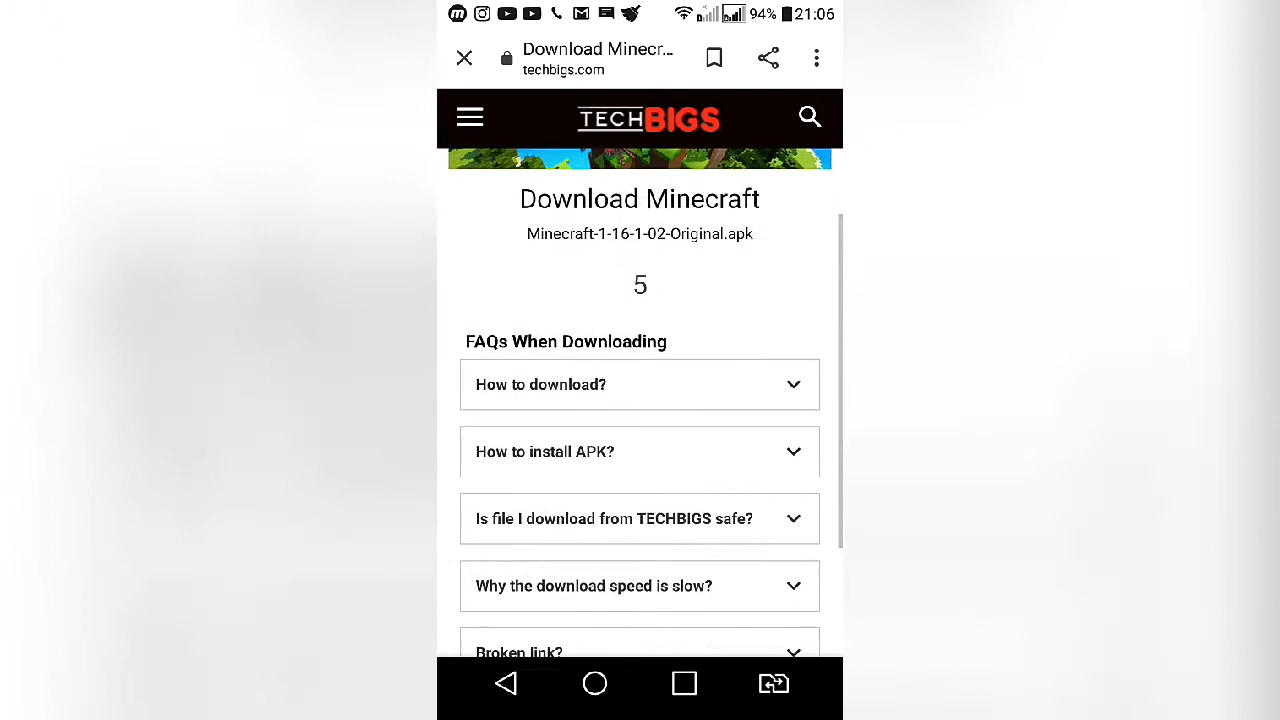 94% 21:06
Download Minecr...
techbigs.com
TECHBIGS
Download Minecraft
Minecraft-1-16-1-02-Original.apk
5
FAQs When Downloading
How to download?
How to install APK?
Is file I download from TECHBIGS safe?
Why the download speed is slow?
Broken link?